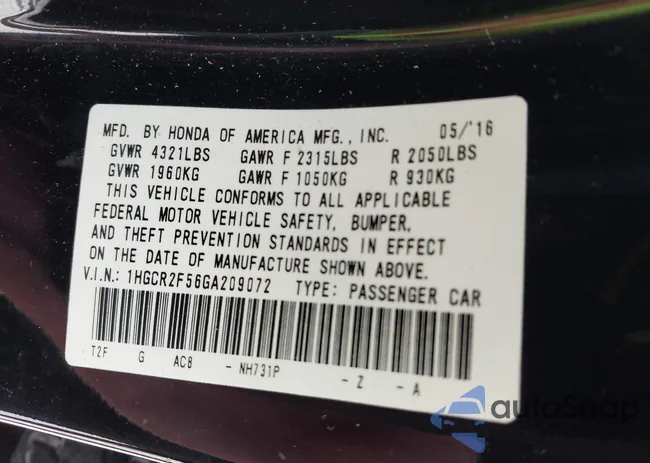 MFD. BY HONDA OF AMERICA MFG., INC. 05/'16
GVWR 4321LBS GAWR F 2315LBS R 2050LBS
GVWR 1960KG GAWR F 1050KG R 930KG
THIS VEHICLE CONFORMS TO ALL APPLICABLE
FEDERAL MOTOR VEHICLE SAFETY, BUMPER,
AND THEFT PREVENTION STANDARDS IN EFFECT
ON THE DATE OF MANUFACTURE SHOWN ABOVE.
V.I.N.: 1HGCR2F56GA209072 TYPE: PASSENGER CAR
T2F G AC8 - NH731P - Z - A
autoSnap